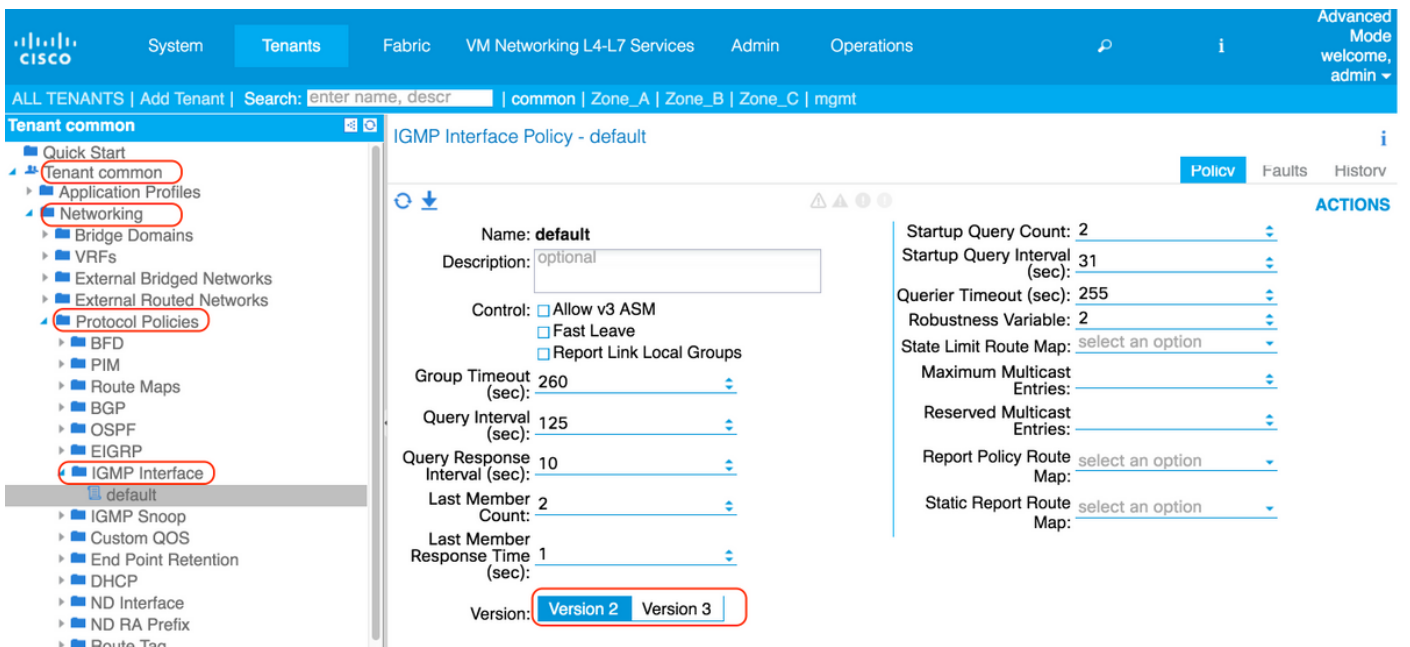 Advanced
Mode
welcome,
admin
CISCO
System Tenants Fabric VM Networking L4-L7 Services Admin Operations i
ALL TENANTS | Add Tenant | Search: enter name, descr | common | Zone_A | Zone_B | Zone_C | mgmt
Tenant common
Quick Start
Tenant common
Application Profiles
Networking
Bridge Domains
VRFs
External Bridged Networks
External Routed Networks
Protocol Policies
BFD
PIM
Route Maps
BGP
OSPF
EIGRP
IGMP Interface
default
IGMP Snoop
Custom QOS
End Point Retention
DHCP
ND Interface
ND RA Prefix
Route Tag
IGMP Interface Policy - default
i
Policy Faults History
ACTIONS
Name: default
Description: optional
Control: Allow v3 ASM
Fast Leave
Report Link Local Groups
Group Timeout
(sec): 260
Query Interval
(sec): 125
Query Response
Interval (sec): 10
Last Member
Count: 2
Last Member
Response Time
(sec): 1
Version: Version 2 Version 3
Startup Query Count: 2
Startup Query Interval
(sec): 31
Querier Timeout (sec): 255
Robustness Variable: 2
State Limit Route Map: select an option
Maximum Multicast
Entries:
Reserved Multicast
Entries:
Report Policy Route
Map: select an option
Static Report Route
Map: select an option